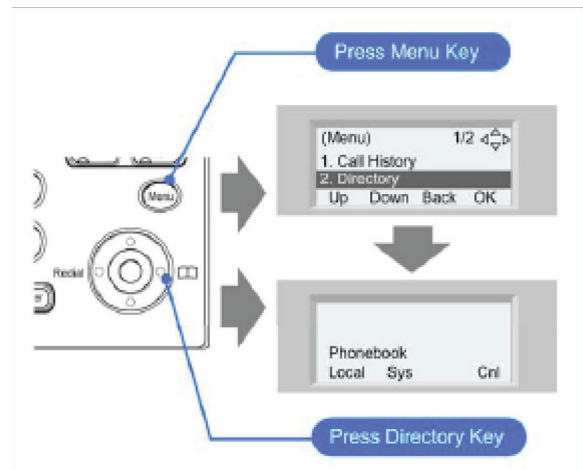 Press Menu Key
(Menu) 1/2
1. Call History
2. Directory
Up Down Back OK
Menu
Redial
Phonebook
Local Sys Cnl
Press Directory Key